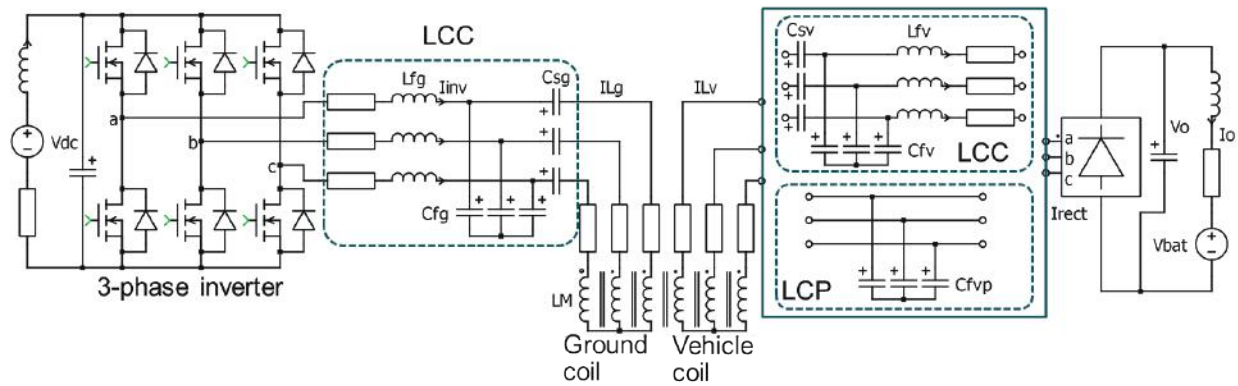 Vdc
3-phase inverter
a
b
c
LCC
Lfg
Iinv
Csg
Cfg
ILg
ILv
LM
Ground
coil
Vehicle
coil
Csv
Lfv
Cfv
LCC
LCP
Cfvp
a
b
c
Irect
Vo
Io
Vbat